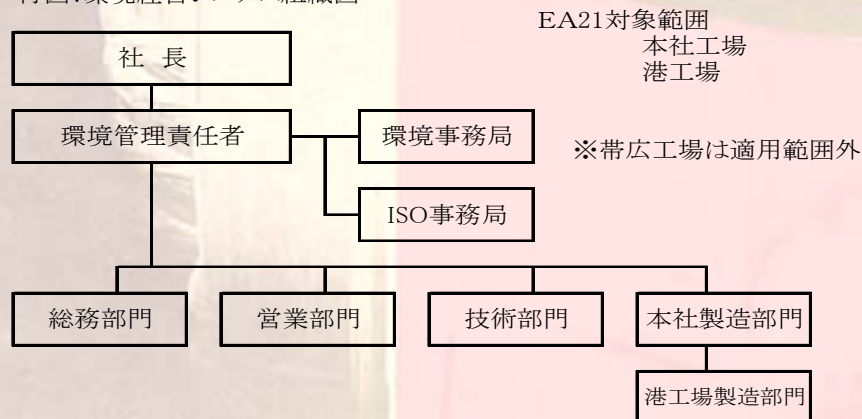 EA21対象範囲
本社工場
港工場
社 長
環境管理責任者
環境事務局
※帯広工場は適用範囲外
ISO事務局
総務部門
営業部門
技術部門
本社製造部門
港工場製造部門